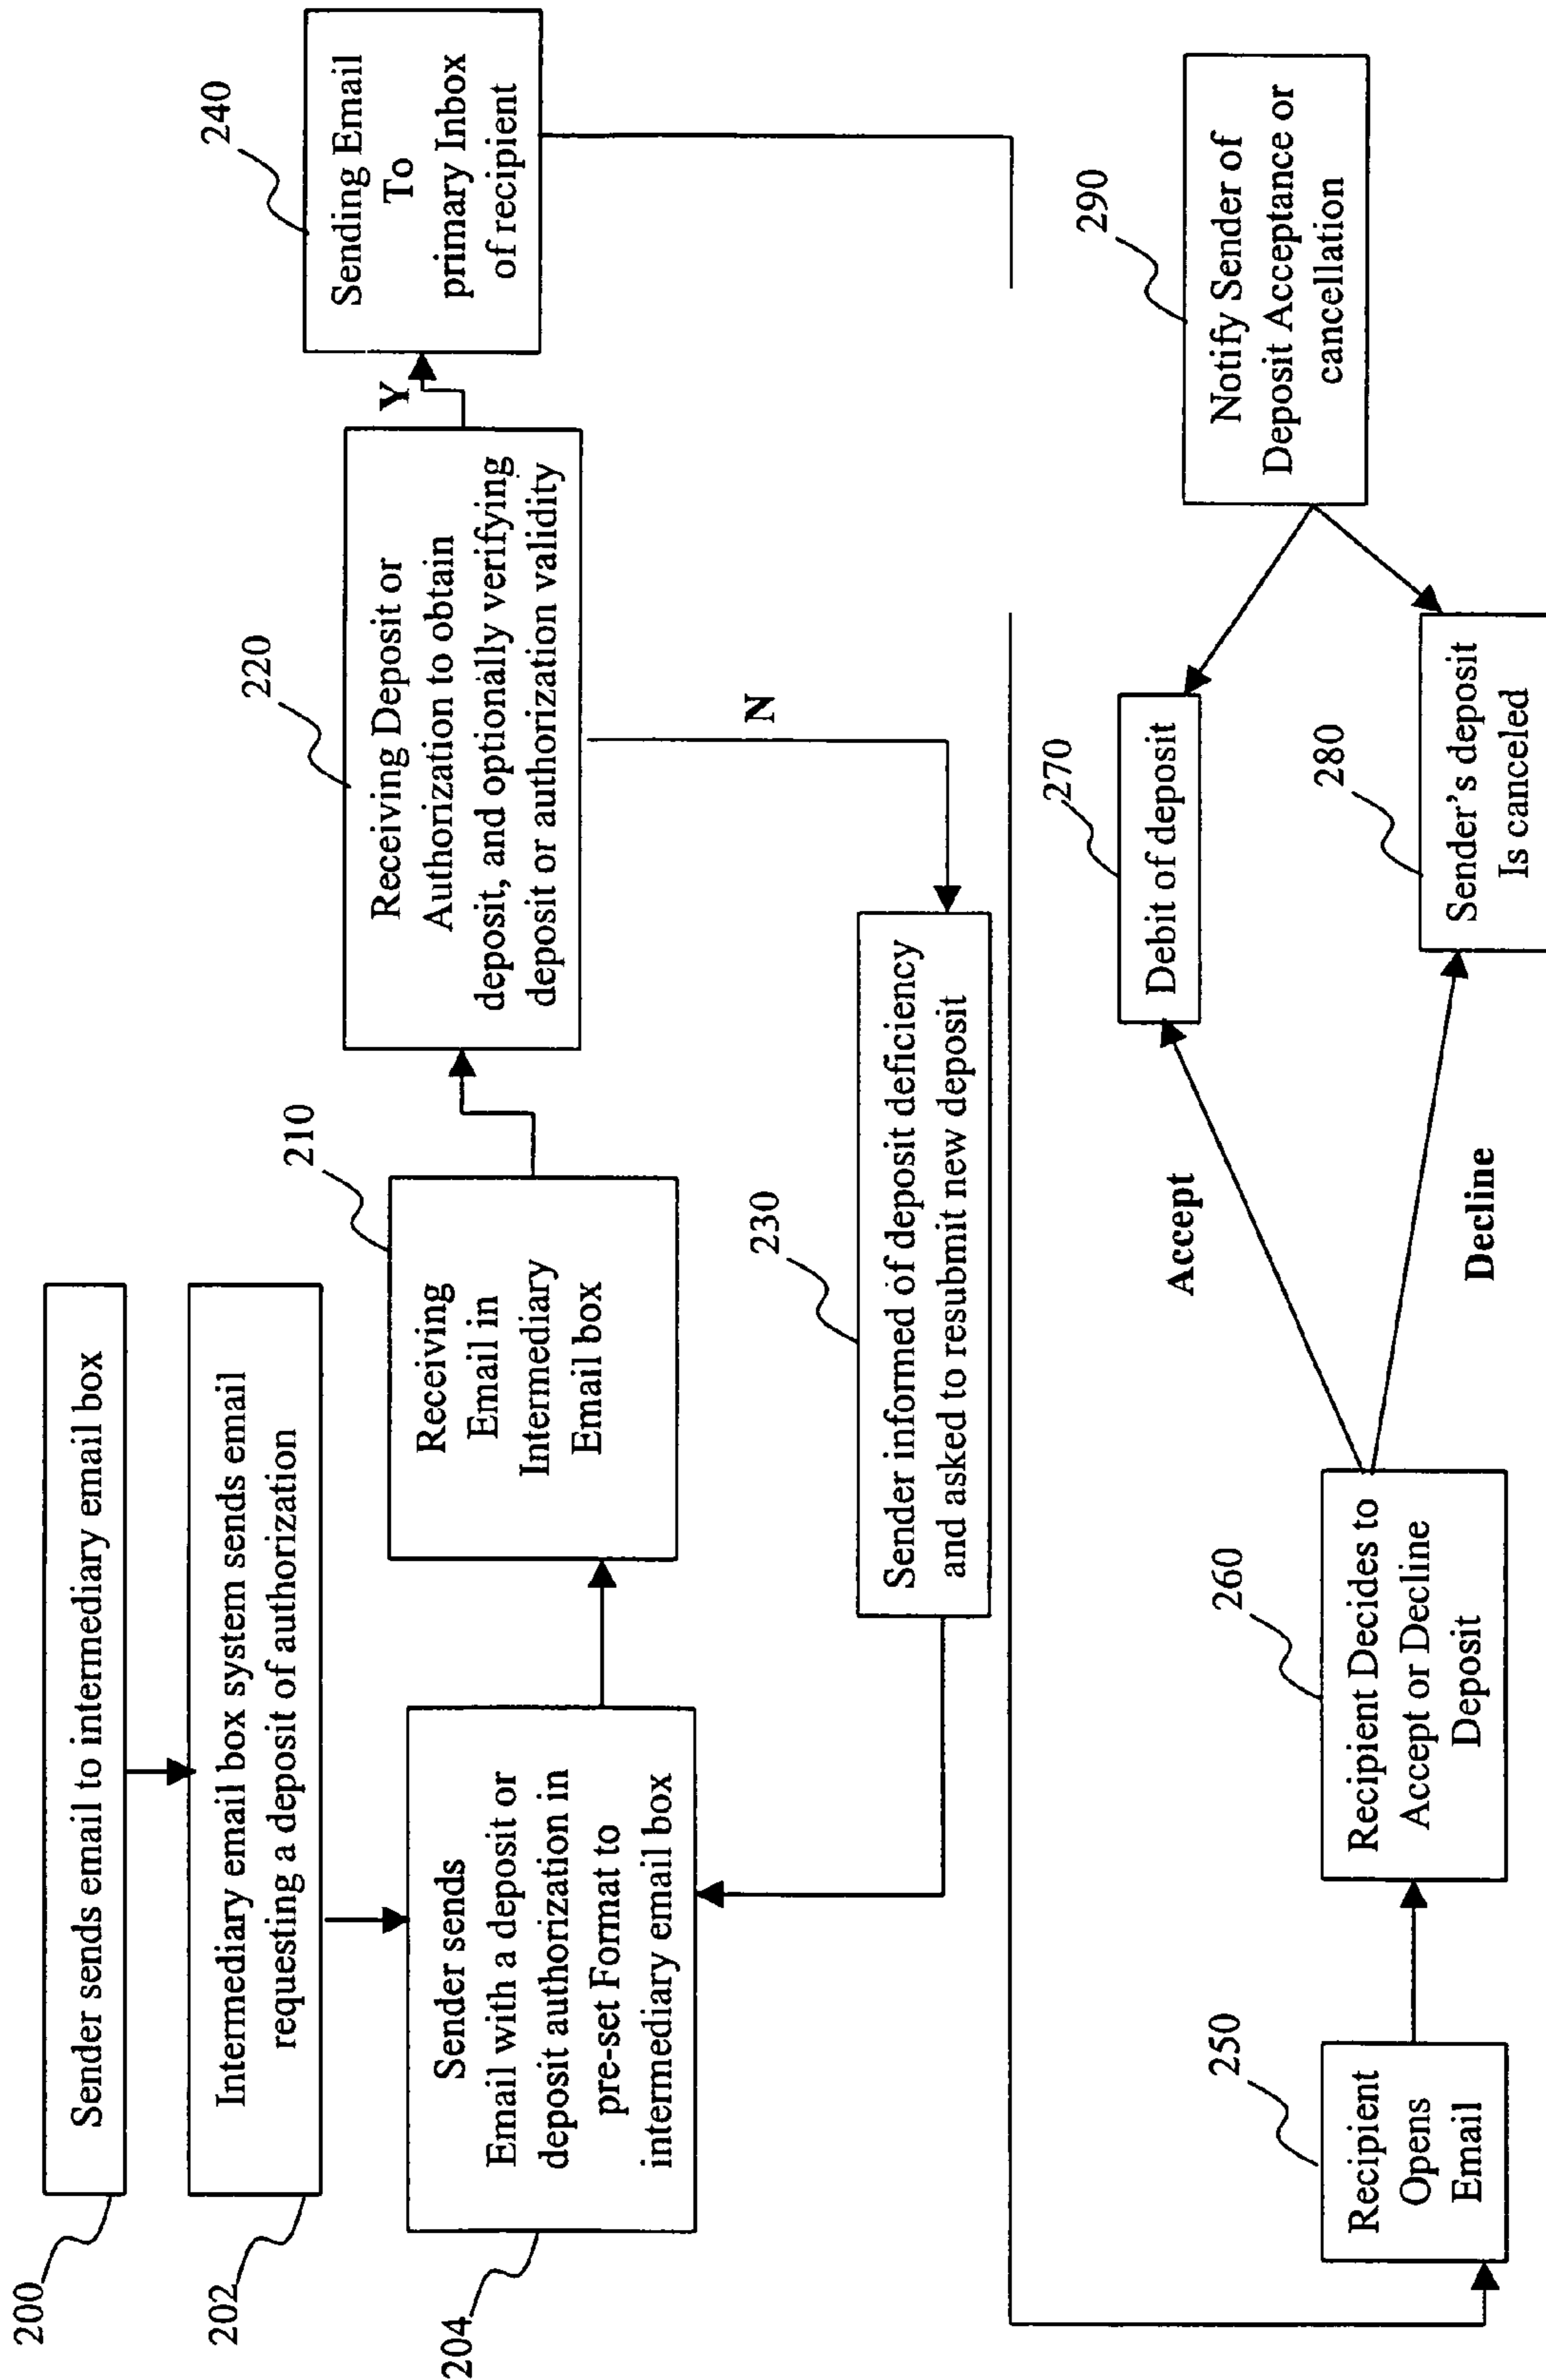 200
Sender sends email to intermediary email box
202
Intermediary email box system sends email
requesting a deposit of authorization
204
Sender sends
Email with a deposit or
deposit authorization in
pre-set Format to
intermediary email box
210
Receiving
Email in
Intermediary
Email box
220
Receiving Deposit or
Authorization to obtain
deposit, and optionally verifying
deposit or authorization validity
Y
N
240
Sending Email
To
primary Inbox
of recipient
230
Sender informed of deposit deficiency
and asked to resubmit new deposit
250
Recipient
Opens
Email
260
Recipient Decides to
Accept or Decline
Deposit
Accept
Decline
270
Debit of deposit
280
Sender's deposit
Is canceled
290
Notify Sender of
Deposit Acceptance or
cancellation